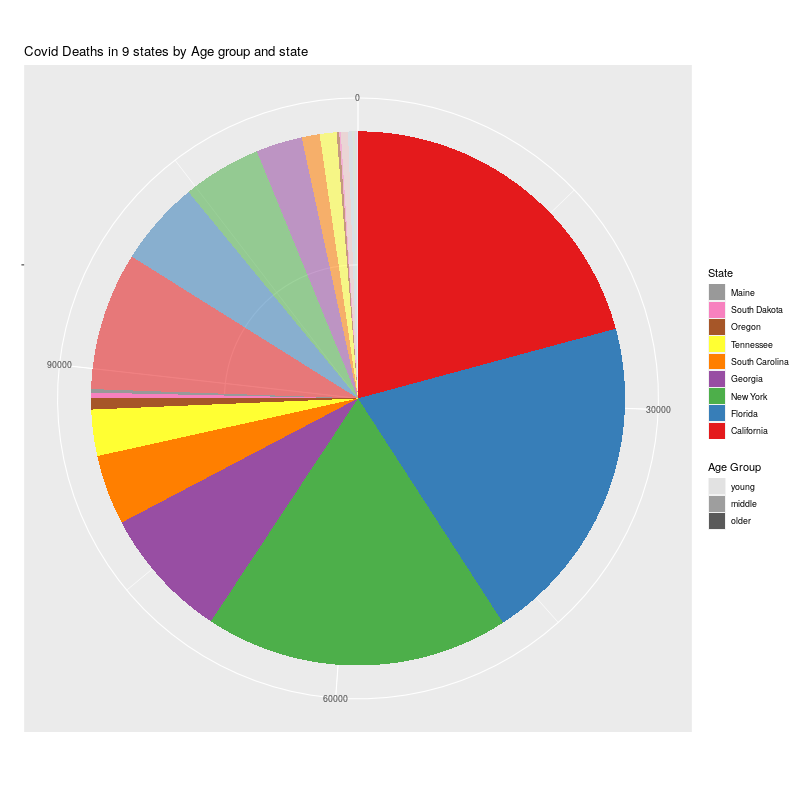 Covid Deaths in 9 states by Age group and state
0
30000
60000
90000
State
Maine
South Dakota
Oregon
Tennessee
South Carolina
Georgia
New York
Florida
California
Age Group
young
middle
older